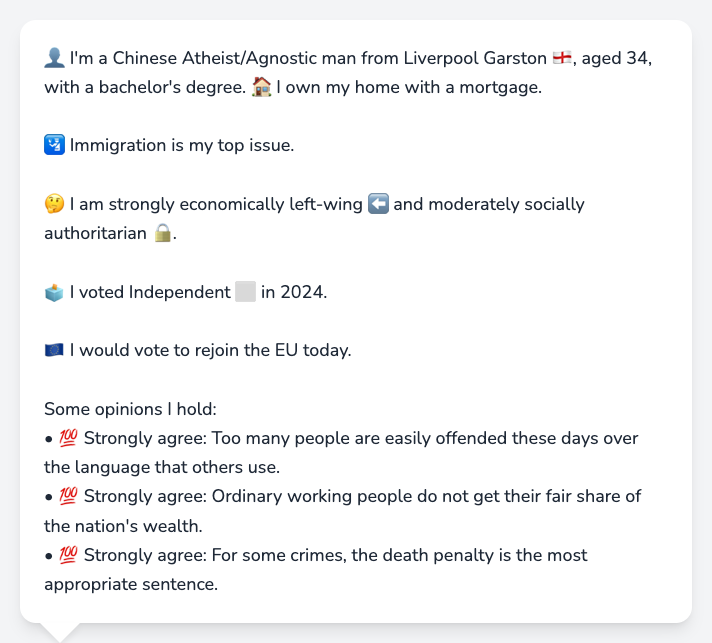 👤 I'm a Chinese Atheist/Agnostic man from Liverpool Garston 🏴󠁧󠁢󠁥󠁮󠁧󠁿, aged 34,
with a bachelor's degree. 🏠 I own my home with a mortgage.
🛂 Immigration is my top issue.
🤔 I am strongly economically left-wing ⬅️ and moderately socially
authoritarian 🔒.
🗳️ I voted Independent ⬜ in 2024.
🇪🇺 I would vote to rejoin the EU today.
Some opinions I hold:
• 💯 Strongly agree: Too many people are easily offended these days over
the language that others use.
• 💯 Strongly agree: Ordinary working people do not get their fair share of
the nation's wealth.
• 💯 Strongly agree: For some crimes, the death penalty is the most
appropriate sentence.